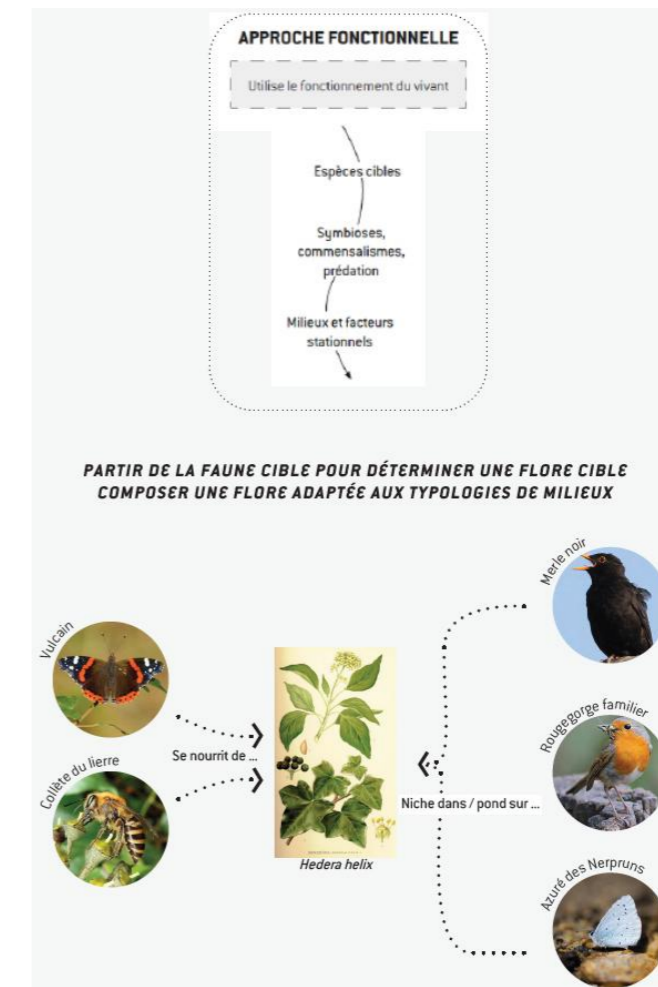 APPROCHE FONCTIONNELLE
Utilise le fonctionnement du vivant
Espèces cibles
Symbioses,
commensalismes,
prédation
Milieux et facteurs
stationnels
PARTIR DE LA FAUNE CIBLE POUR DÉTERMINER UNE FLORE CIBLE
COMPOSER UNE FLORE ADAPTÉE AUX TYPOLOGIES DE MILIEUX
Vulcain
Collète du lierre
Se nourrit de ...
Hedera helix
Merle noir
Rougegorge familier
Niche dans / pond sur ...
Azuré des Nerpruns